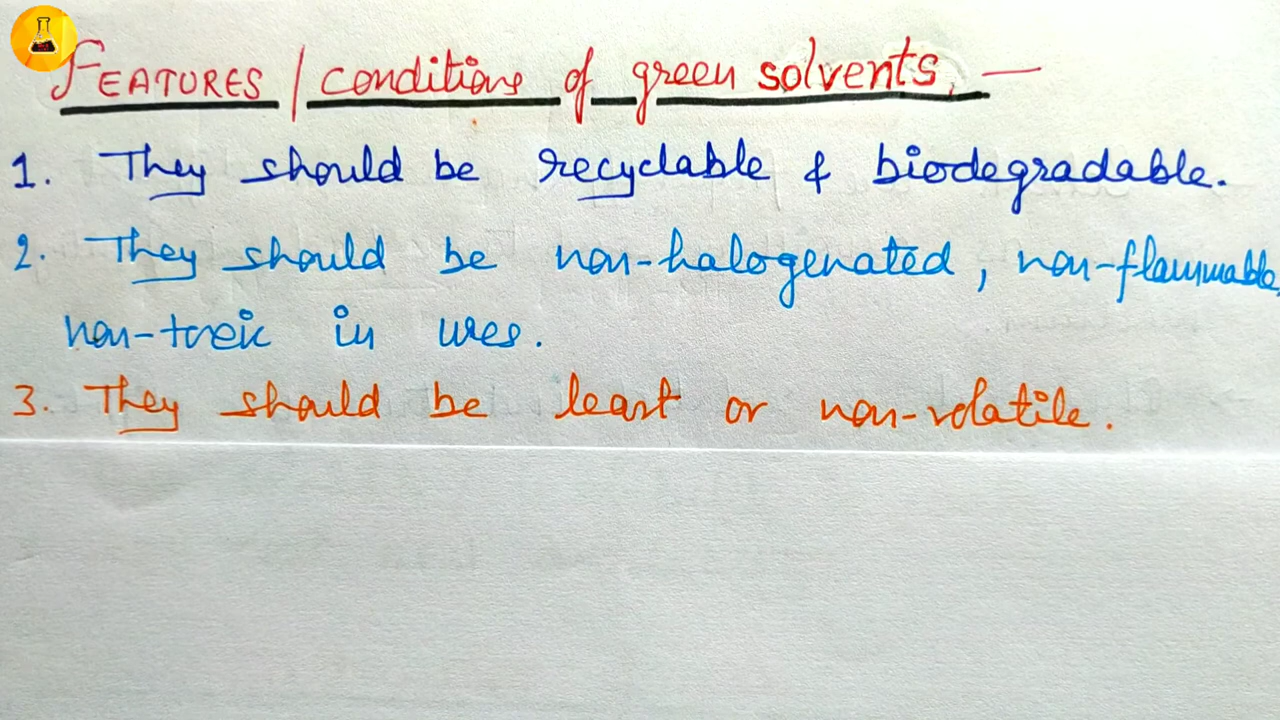 FEATURES / conditions of green solvents. —
1. They should be recyclable & biodegradable.
2. They should be non-halogenated, non-flammable,
non-toxic in uses.
3. They should be least or non-volatile.